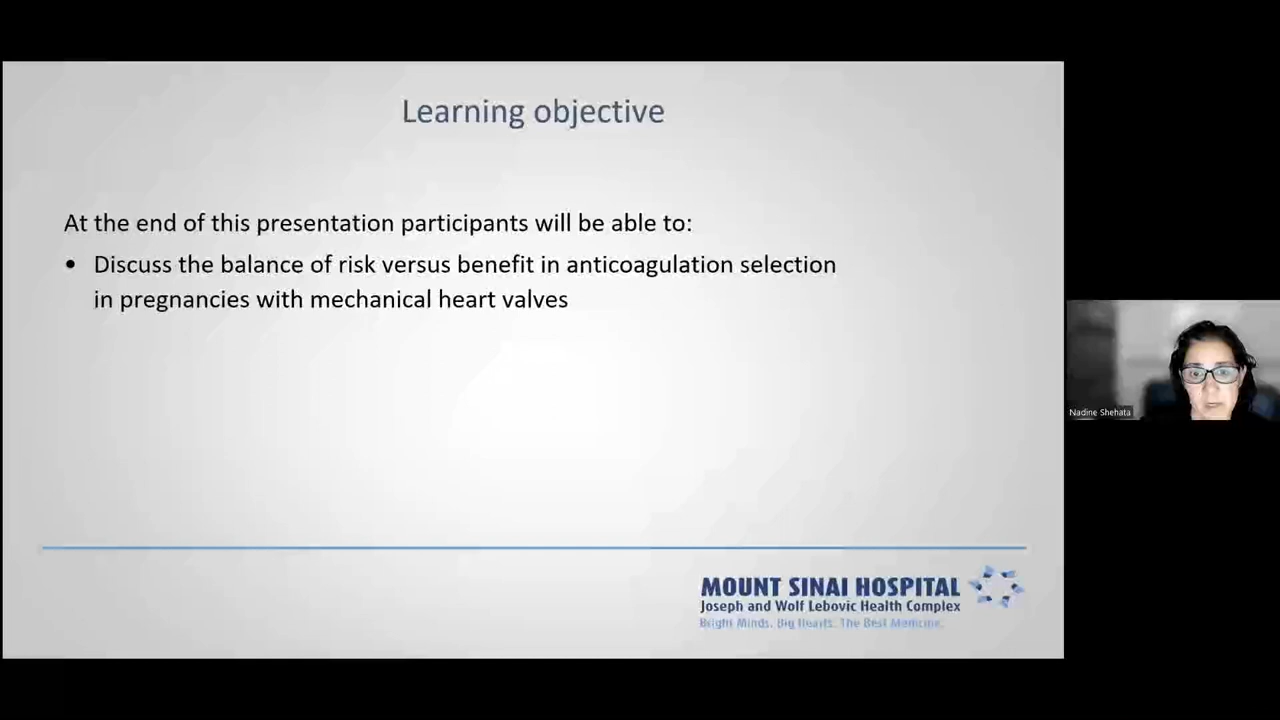 Learning objective
At the end of this presentation participants will be able to:
• Discuss the balance of risk versus benefit in anticoagulation selection
in pregnancies with mechanical heart valves
MOUNT SINAI HOSPITAL
Joseph and Wolf Lebovic Health Complex
Bright Minds. Big Hearts. The Best Medicine.
Nadine Shehata